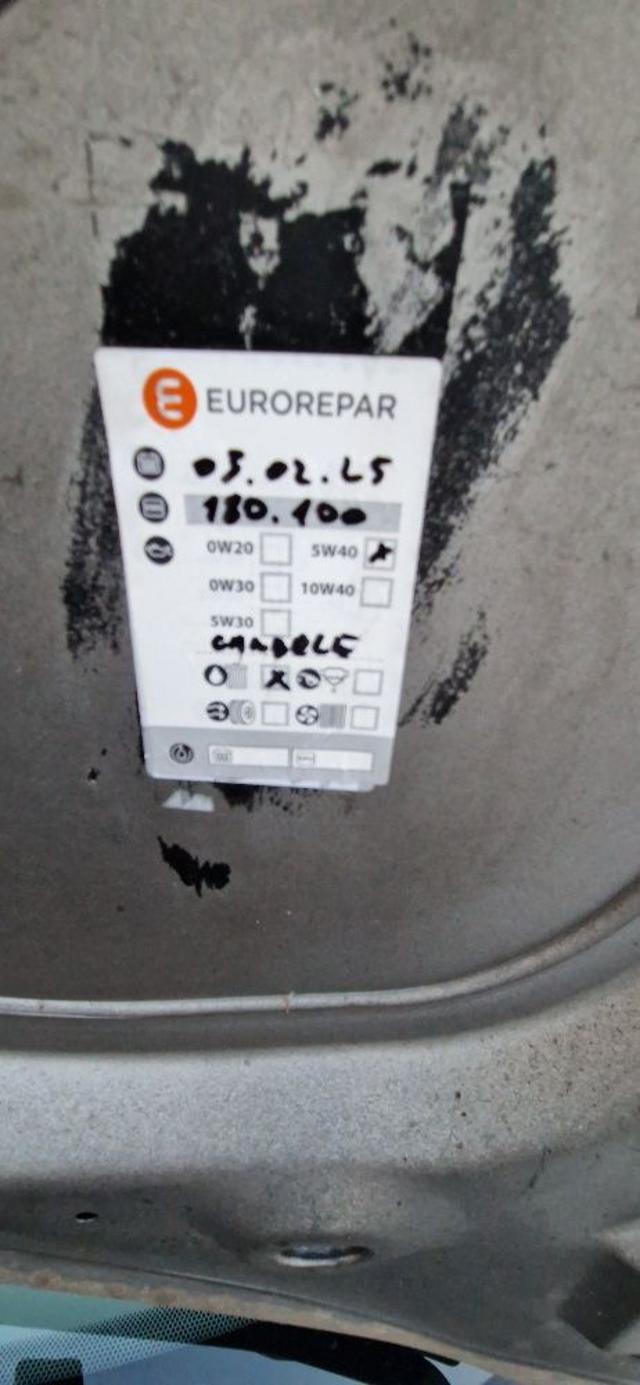 EUROREPAR
03.02.25
180.100
0W20 5W40
0W30 10W40
5W30
CANDELE